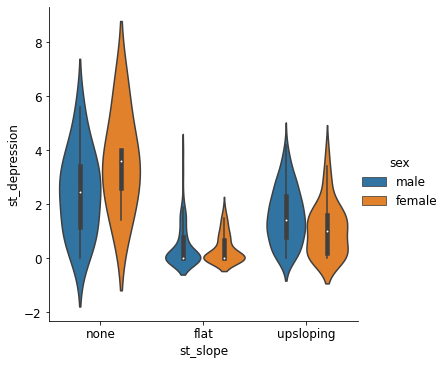 8
6
4
2
0
−2
st_depression
none
flat
upsloping
st_slope
sex
male
female